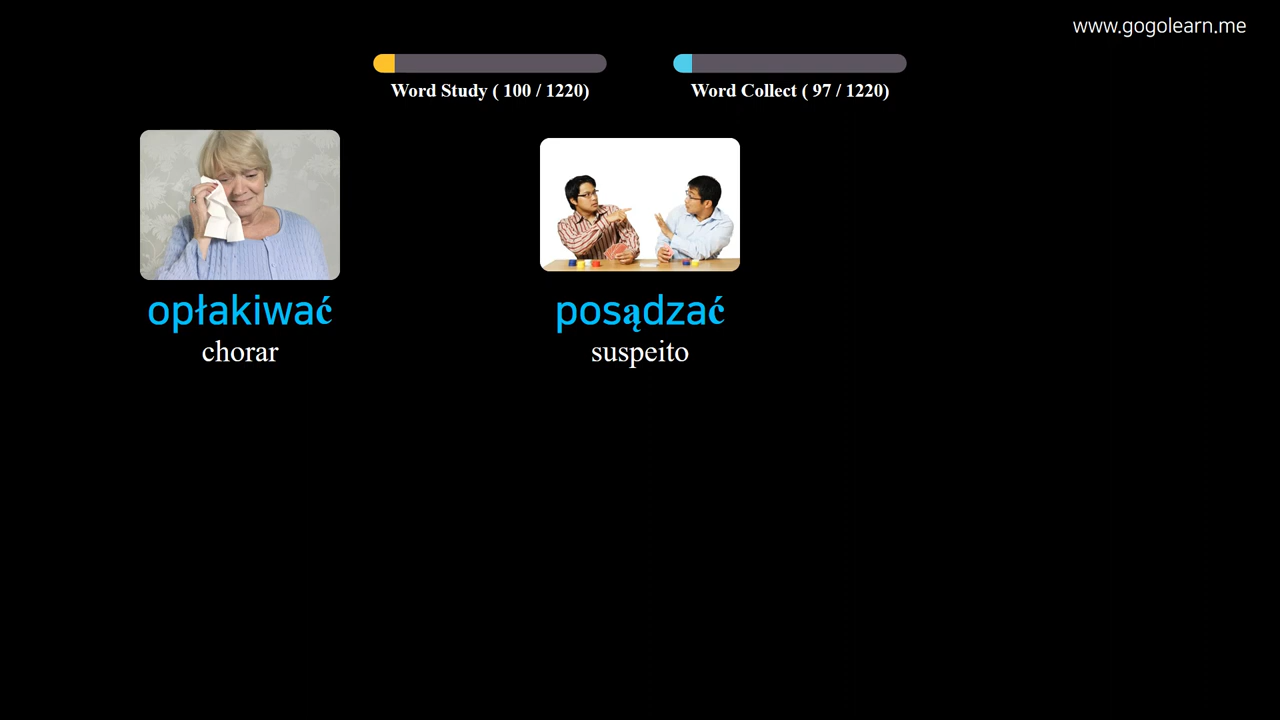 www.gogolearn.me
Word Study ( 100 / 1220)
Word Collect ( 97 / 1220)
opłakiwać
posądzać
chorar
suspeito